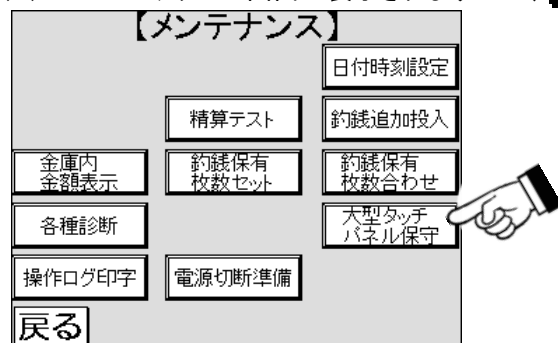 【メンテナンス】
日付時刻設定
精算テスト
釣銭追加投入
金庫内
金額表示
釣銭保有
枚数セット
釣銭保有
枚数合わせ
各種診断
大型タッチ
パネル保守
操作ログ印字
電源切断準備
戻る